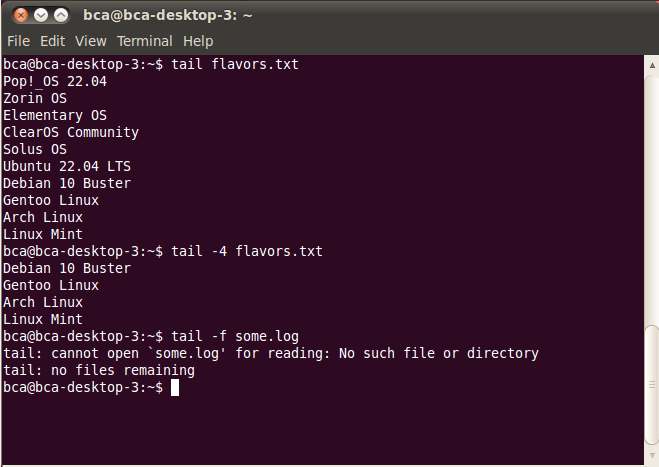 bca@bca-desktop-3: ~
File Edit View Terminal Help
bca@bca-desktop-3:~$ tail flavors.txt
Pop!_OS 22.04
Zorin OS
Elementary OS
ClearOS Community
Solus OS
Ubuntu 22.04 LTS
Debian 10 Buster
Gentoo Linux
Arch Linux
Linux Mint
bca@bca-desktop-3:~$ tail -4 flavors.txt
Debian 10 Buster
Gentoo Linux
Arch Linux
Linux Mint
bca@bca-desktop-3:~$ tail -f some.log
tail: cannot open `some.log' for reading: No such file or directory
tail: no files remaining
bca@bca-desktop-3:~$